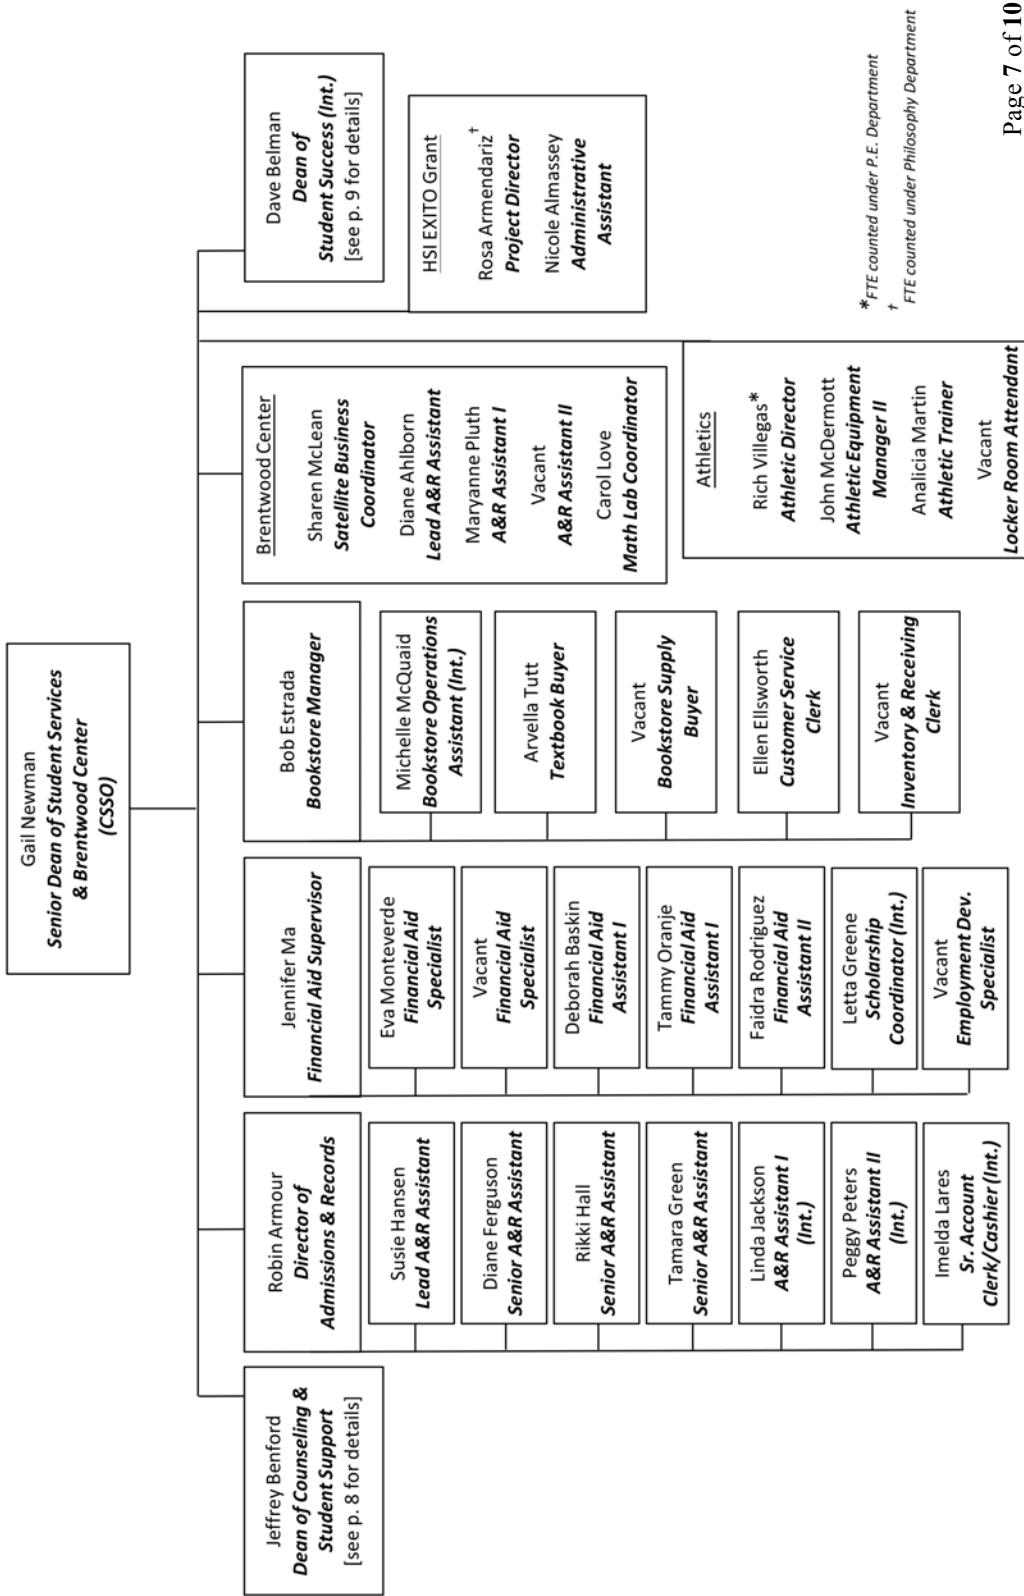 Gail Newman
Senior Dean of Student Services
& Brentwood Center
(CSSO)
Jeffrey Benford
Dean of Counseling &
Student Support
[see p. 8 for details]
Robin Armour
Director of
Admissions & Records
Susie Hansen
Lead A&R Assistant
Diane Ferguson
Senior A&R Assistant
Rikki Hall
Senior A&R Assistant
Tamara Green
Senior A&R Assistant
Linda Jackson
A&R Assistant I
(Int.)
Peggy Peters
A&R Assistant II
(Int.)
Imelda Lares
Sr. Account
Clerk/Cashier (Int.)
Jennifer Ma
Financial Aid Supervisor
Eva Monteverde
Financial Aid
Specialist
Vacant
Financial Aid
Specialist
Deborah Baskin
Financial Aid
Assistant I
Tammy Oranje
Financial Aid
Assistant I
Faidra Rodriguez
Financial Aid
Assistant II
Letta Greene
Scholarship
Coordinator (Int.)
Vacant
Employment Dev.
Specialist
Bob Estrada
Bookstore Manager
Michelle McQuaid
Bookstore Operations
Assistant (Int.)
Arvella Tutt
Textbook Buyer
Vacant
Bookstore Supply
Buyer
Ellen Ellsworth
Customer Service
Clerk
Vacant
Inventory & Receiving
Clerk
Brentwood Center
Sharen McLean
Satellite Business
Coordinator
Diane Ahlborn
Lead A&R Assistant
Maryanne Pluth
A&R Assistant I
Vacant
A&R Assistant II
Carol Love
Math Lab Coordinator
Athletics
Rich Villegas*
Athletic Director
John McDermott
Athletic Equipment
Manager II
Analicia Martin
Athletic Trainer
Vacant
Locker Room Attendant
Dave Belman
Dean of
Student Success (Int.)
[see p. 9 for details]
HSI EXITO Grant
Rosa Armendariz†
Project Director
Nicole Almassey
Administrative
Assistant
*FTE counted under P.E. Department
† FTE counted under Philosophy Department
Page 7 of 10